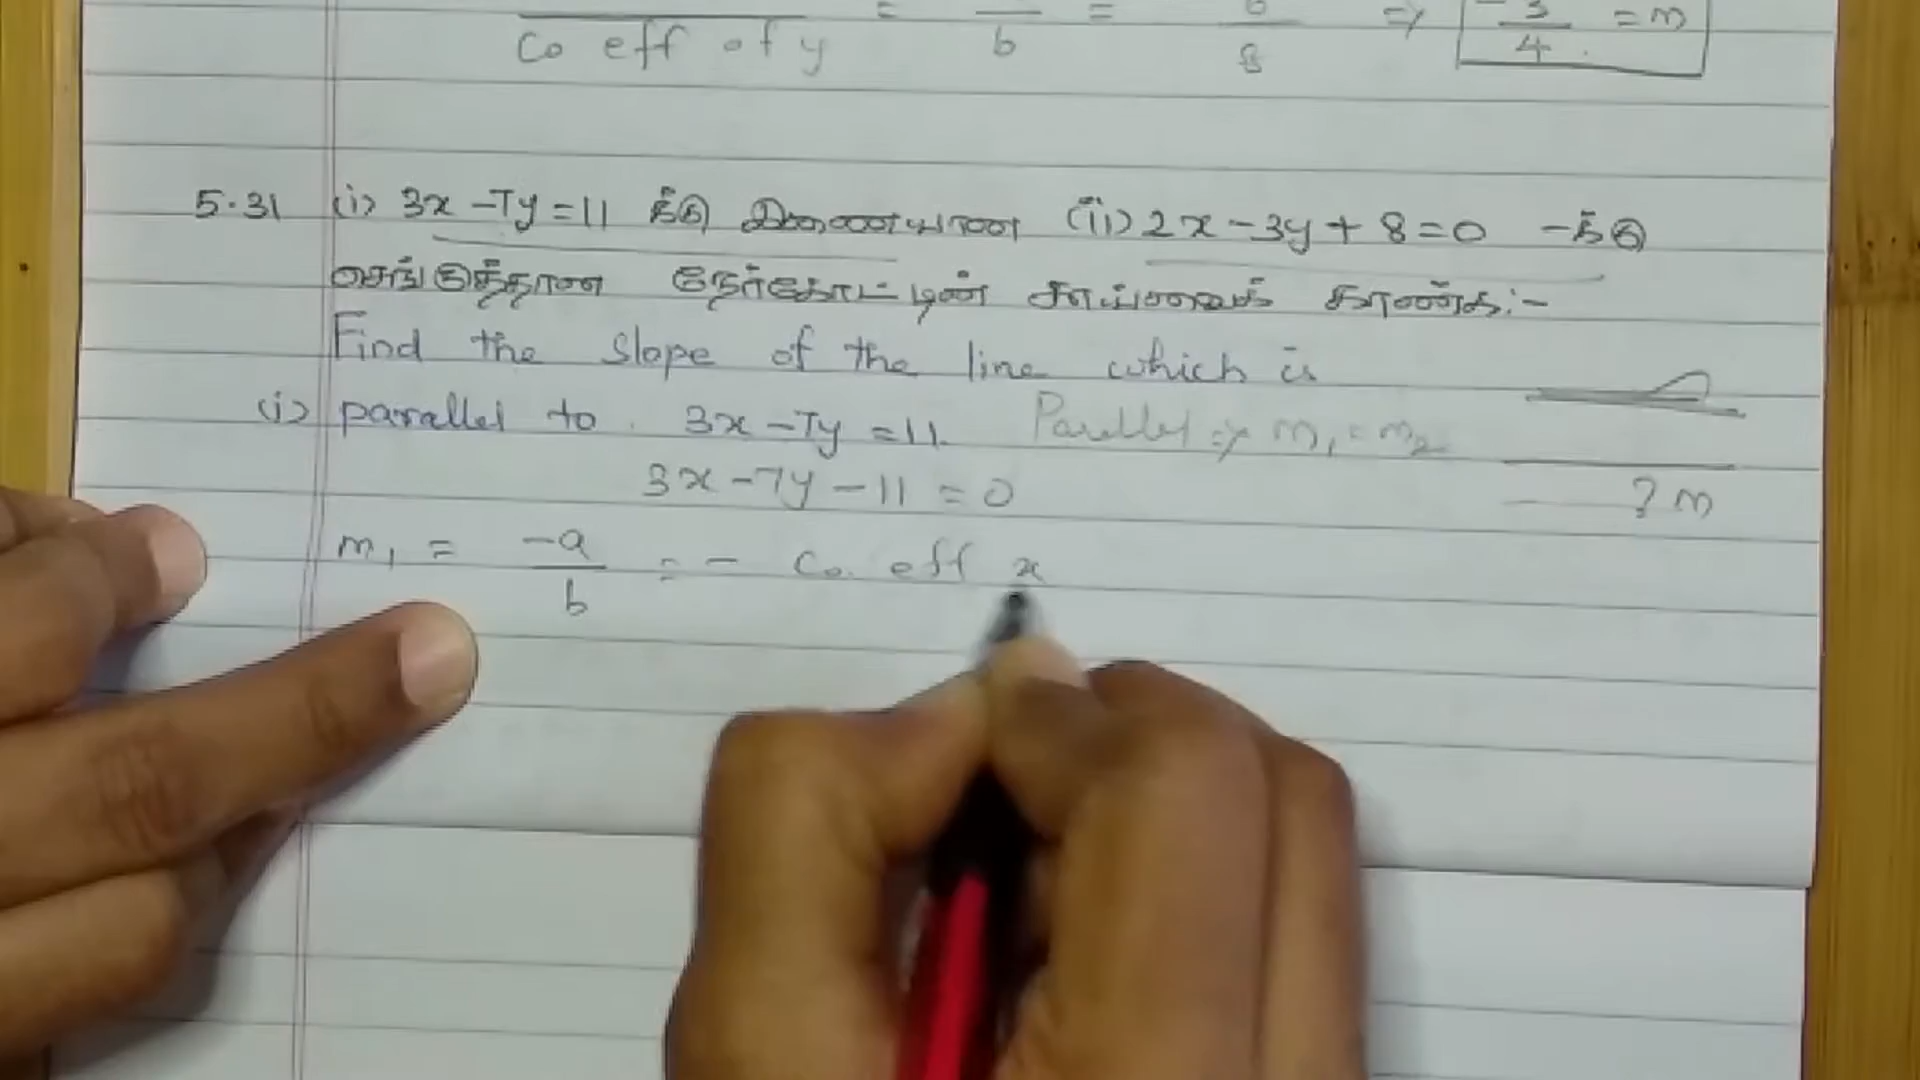 Co eff of y = b = 8 ⇒ -3/4 = m
5.31 (i) 3x - 7y = 11 க்கு இணையான (ii) 2x - 3y + 8 = 0 -க்கு
செங்குத்தான நேர்கோட்டின் சாய்வைக் காண்க:-
Find the slope of the line which is
(i) parallel to 3x - 7y = 11. Parallel ⇒ m₁ = m₂
3x - 7y - 11 = 0 ? m
m₁ = -a/b = - Co. eff x